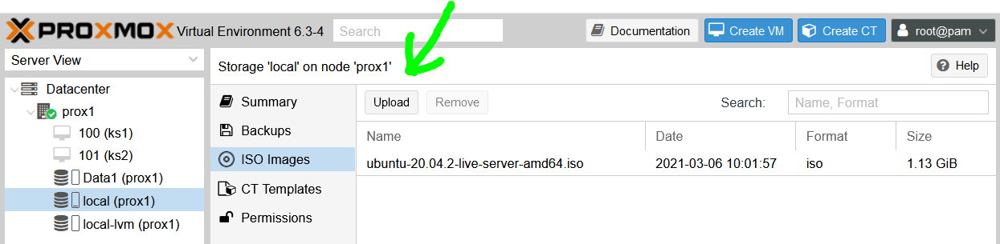 PROXMOX Virtual Environment 6.3-4 Search Documentation Create VM Create CT root@pam
Server View
Storage 'local' on node 'prox1' Help
Datacenter
prox1
100 (ks1)
101 (ks2)
Data1 (prox1)
local (prox1)
local-lvm (prox1)
Summary
Backups
ISO Images
CT Templates
Permissions
Upload Remove Search: Name, Format
Name Date Format Size
ubuntu-20.04.2-live-server-amd64.iso 2021-03-06 10:01:57 iso 1.13 GiB